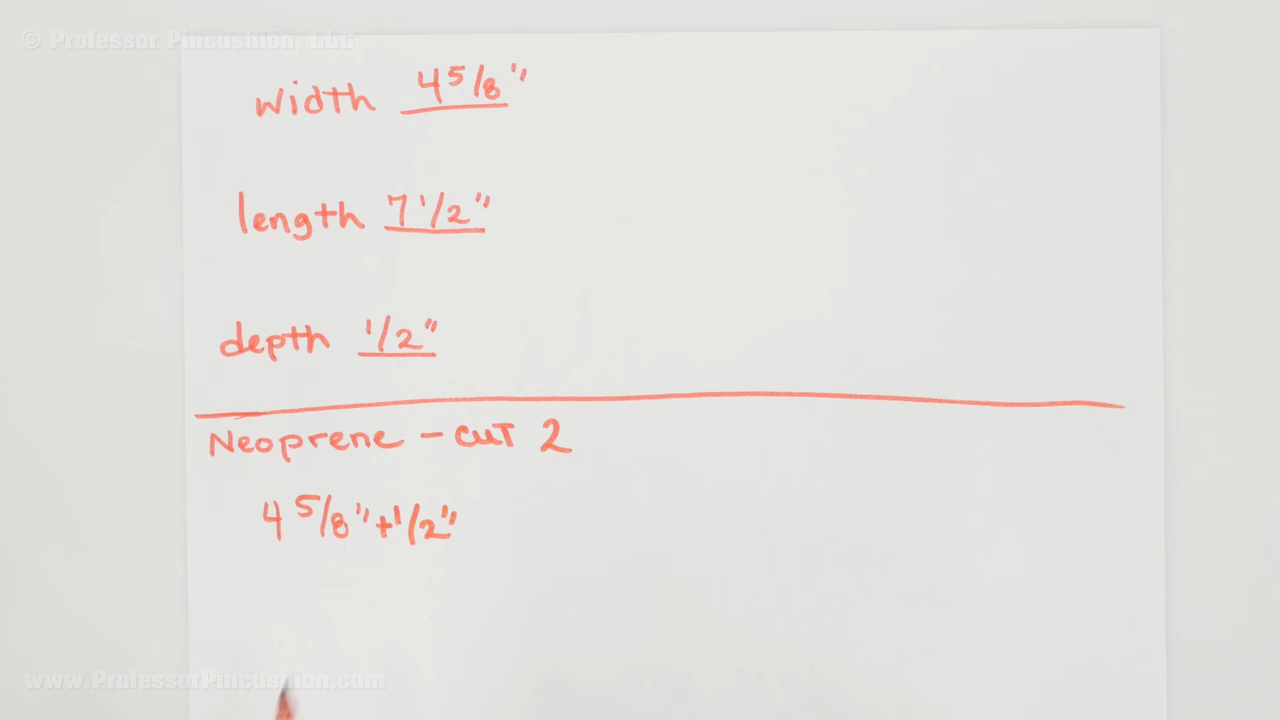 © Professor Pincushion, LLC
width 4 5/8"
length 7 1/2"
depth 1/2"
Neoprene - cut 2
4 5/8" + 1/2"
www.ProfessorPincushion.com